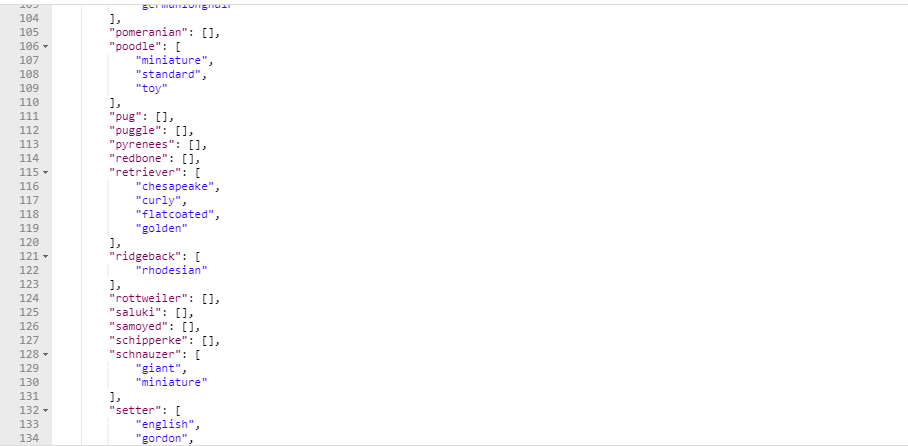 103 "germanlonghair"
104 ],
105 "pomeranian": [],
106 "poodle": [
107 "miniature",
108 "standard",
109 "toy"
110 ],
111 "pug": [],
112 "puggle": [],
113 "pyrenees": [],
114 "redbone": [],
115 "retriever": [
116 "chesapeake",
117 "curly",
118 "flatcoated",
119 "golden"
120 ],
121 "ridgeback": [
122 "rhodesian"
123 ],
124 "rottweiler": [],
125 "saluki": [],
126 "samoyed": [],
127 "schipperke": [],
128 "schnauzer": [
129 "giant",
130 "miniature"
131 ],
132 "setter": [
133 "english",
134 "gordon",